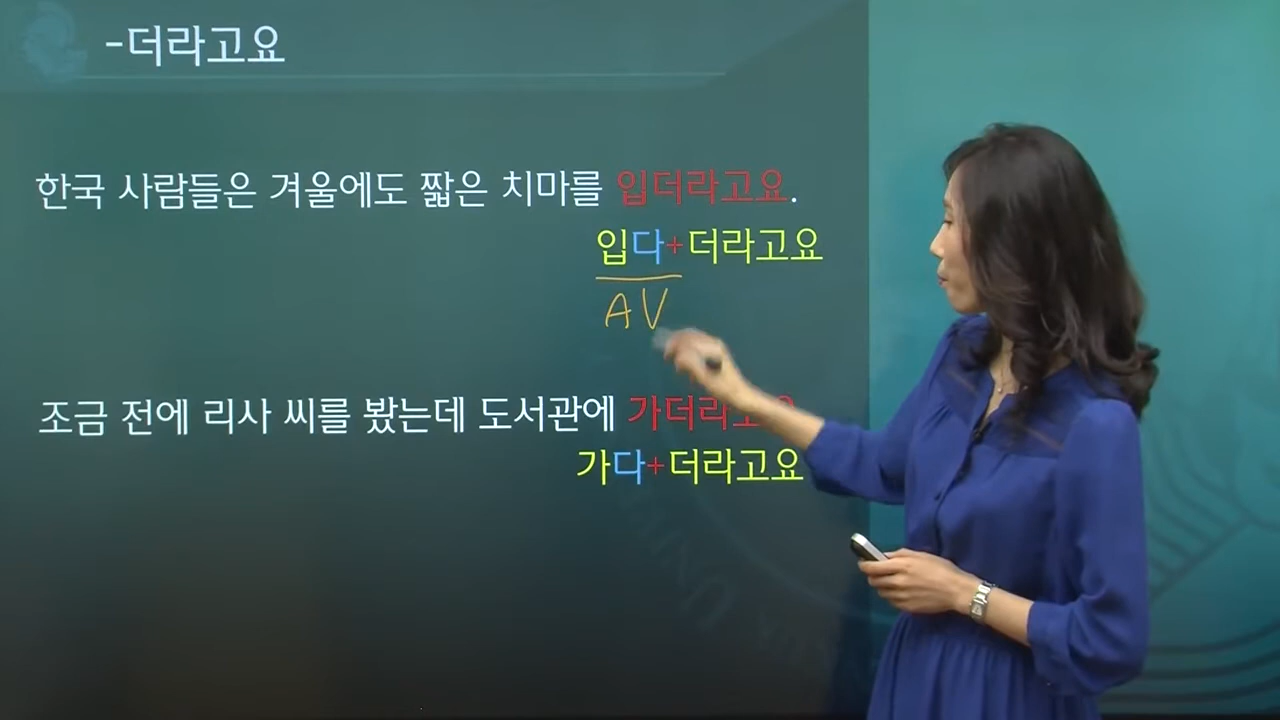 -더라고요
한국 사람들은 겨울에도 짧은 치마를 입더라고요.
입다+더라고요
AV
조금 전에 리사 씨를 봤는데 도서관에 가더라고요
가다+더라고요